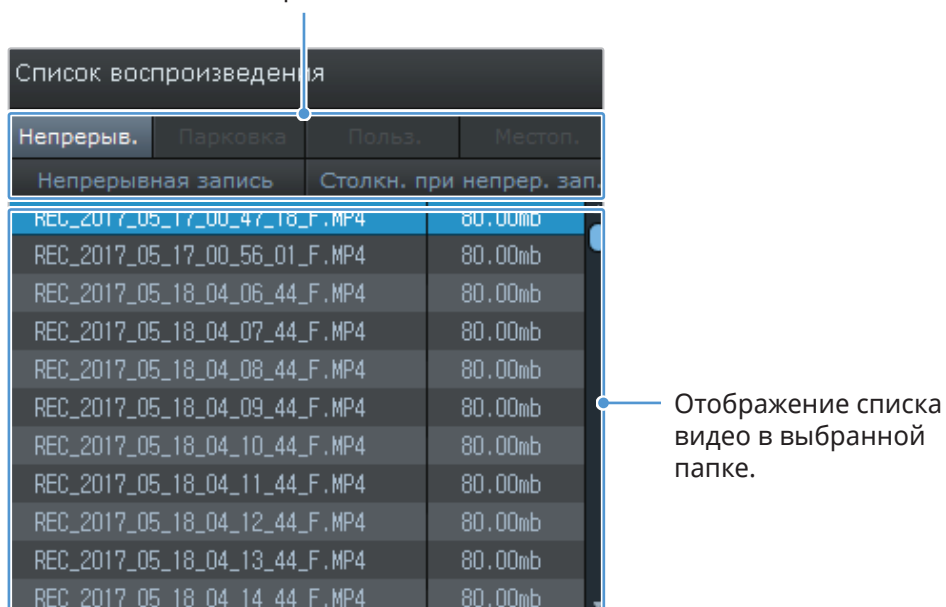 Список воспроизведения
Непрерыв. Парковка Польз. Местоп.
Непрерывная запись Столкн. при непрер. зап.
REC_2017_05_17_00_47_18_F.MP4 80.00mb
REC_2017_05_17_00_56_01_F.MP4 80.00mb
REC_2017_05_18_04_06_44_F.MP4 80.00mb
REC_2017_05_18_04_07_44_F.MP4 80.00mb
REC_2017_05_18_04_08_44_F.MP4 80.00mb
REC_2017_05_18_04_09_44_F.MP4 80.00mb
REC_2017_05_18_04_10_44_F.MP4 80.00mb
REC_2017_05_18_04_11_44_F.MP4 80.00mb
REC_2017_05_18_04_12_44_F.MP4 80.00mb
REC_2017_05_18_04_13_44_F.MP4 80.00mb
REC_2017_05_18_04_14_44_F.MP4 80.00mb
Отображение списка
видео в выбранной
папке.